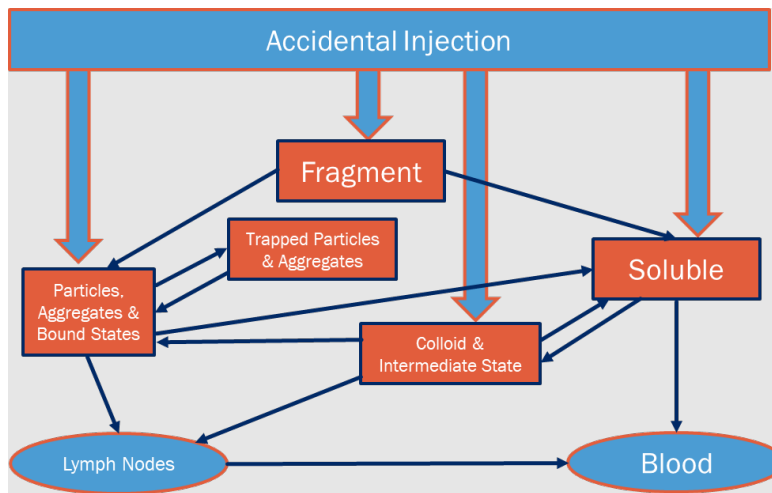 Accidental Injection
Fragment
Trapped Particles
& Aggregates
Soluble
Particles,
Aggregates &
Bound States
Colloid &
Intermediate State
Lymph Nodes
Blood